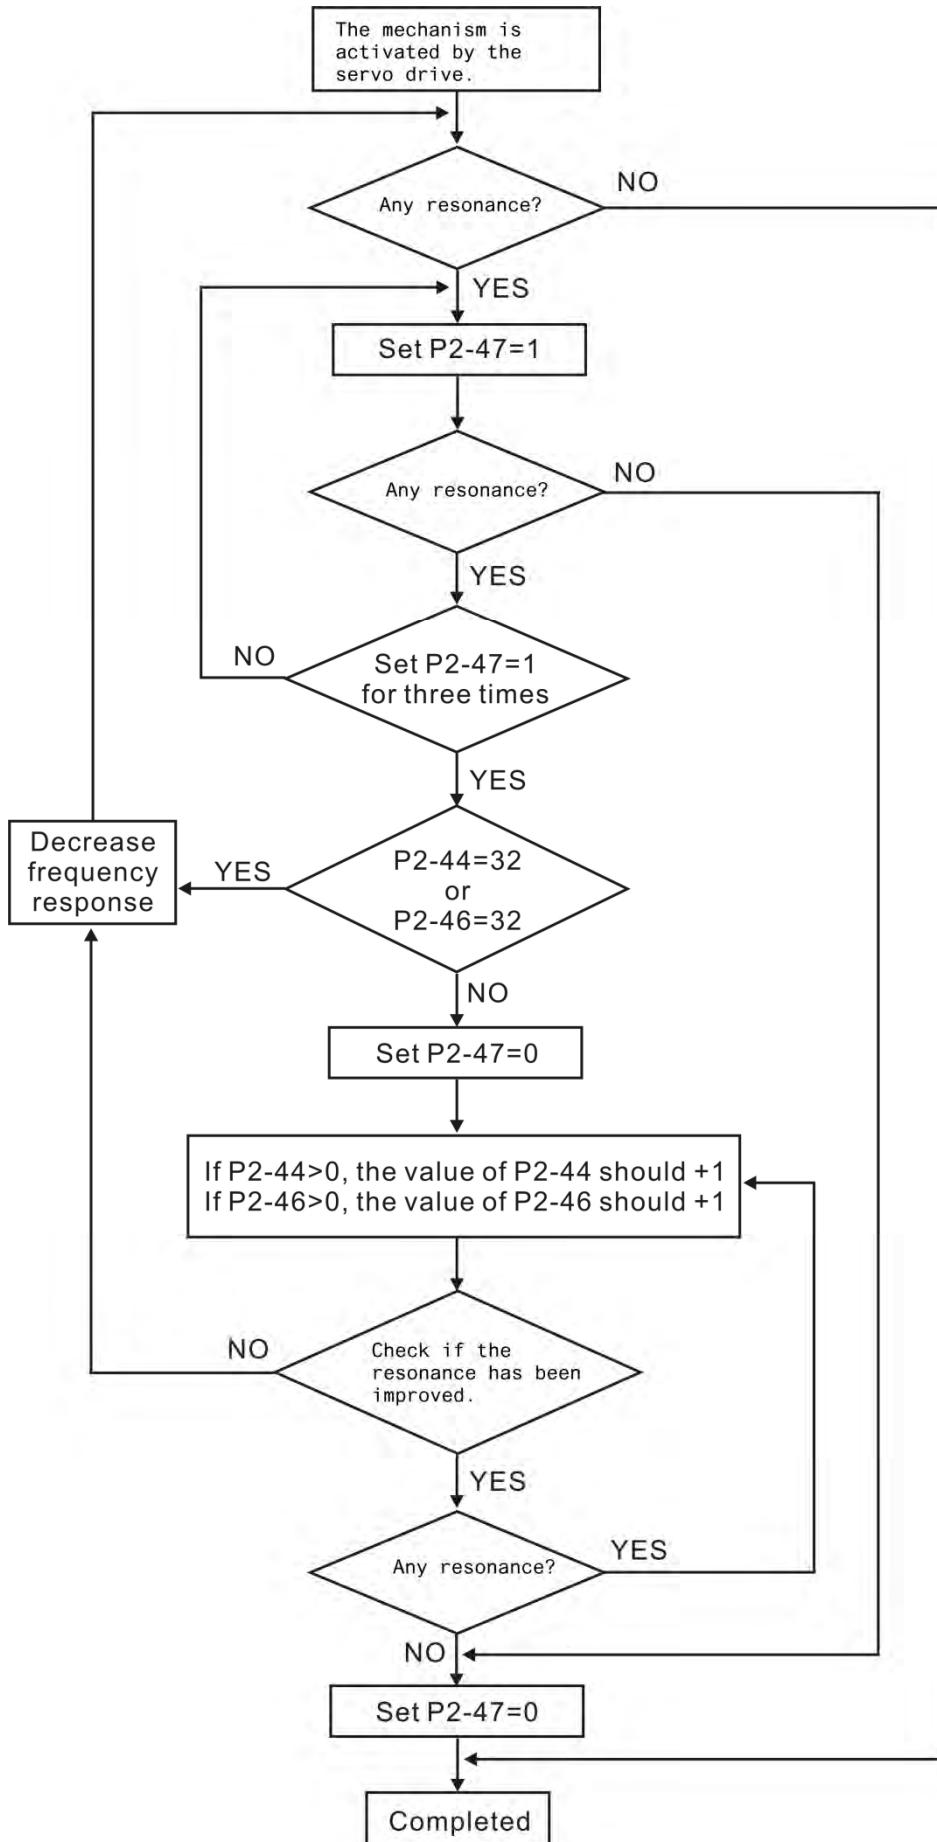 The mechanism is
activated by the
servo drive.
NO
Any resonance?
YES
Set P2-47=1
NO
Any resonance?
YES
NO
Set P2-47=1
for three times
YES
Decrease
frequency
response
YES
P2-44=32
or
P2-46=32
NO
Set P2-47=0
If P2-44>0, the value of P2-44 should +1
If P2-46>0, the value of P2-46 should +1
NO
Check if the
resonance has been
improved.
YES
Any resonance?
YES
NO
Set P2-47=0
Completed